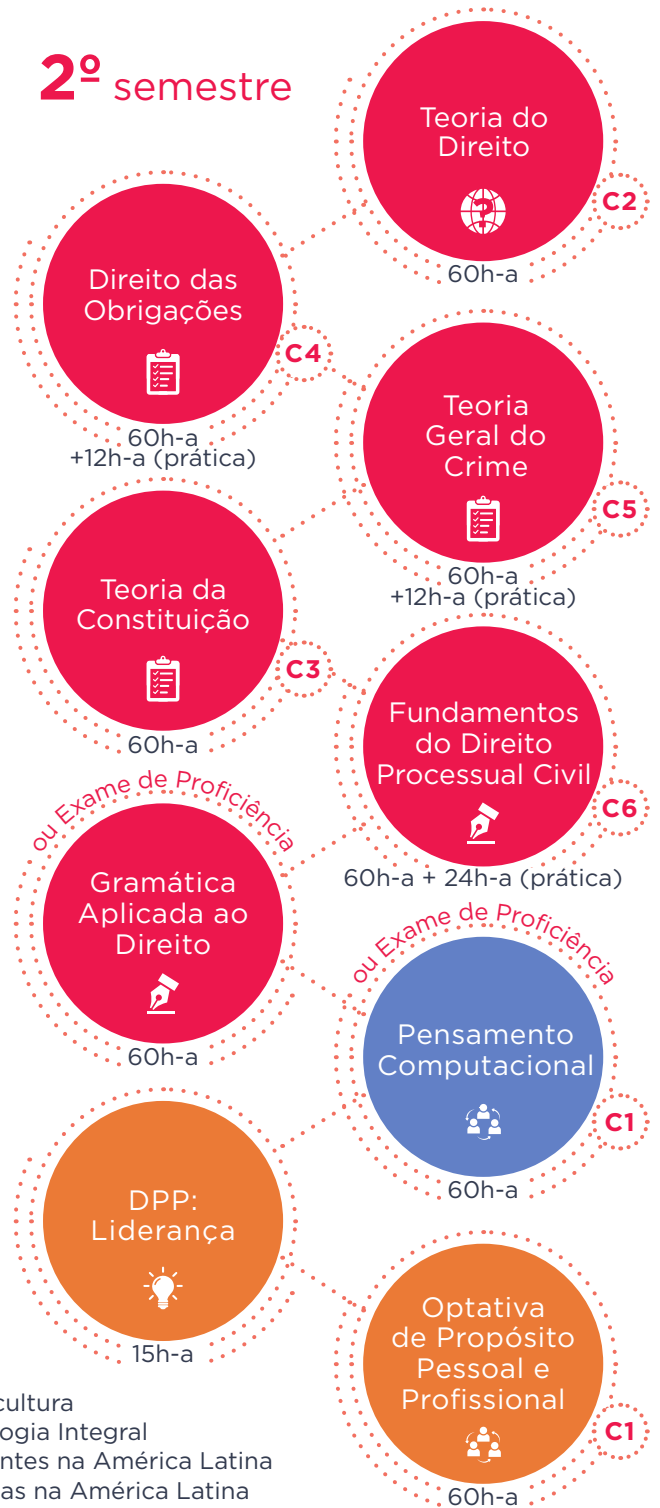 2º semestre
Teoria do
Direito
C2
60h-a
Direito das
Obrigações
C4
60h-a
+12h-a (prática)
Teoria
Geral do
Crime
C5
60h-a
+12h-a (prática)
Teoria da
Constituição
C3
60h-a
Fundamentos
do Direito
Processual Civil
C6
60h-a + 24h-a (prática)
ou Exame de Proficiência
Gramática
Aplicada ao
Direito
60h-a
ou Exame de Proficiência
Pensamento
Computacional
C1
60h-a
DPP:
Liderança
15h-a
Optativa
de Propósito
Pessoal e
Profissional
C1
60h-a
cultura
ogia Integral
ntes na América Latina
as na América Latina